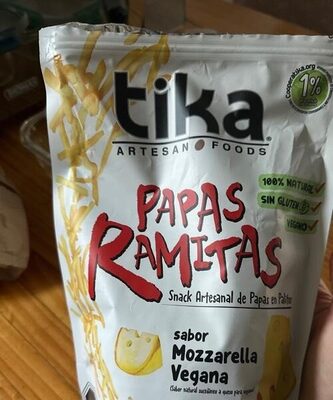 tika
ARTESAN FOODS
1%
100% NATURAL
SIN GLUTEN
VEGANO
PAPAS
RAMITAS
Snack Artesanal de Papas en Palitos
sabor
Mozzarella
Vegana